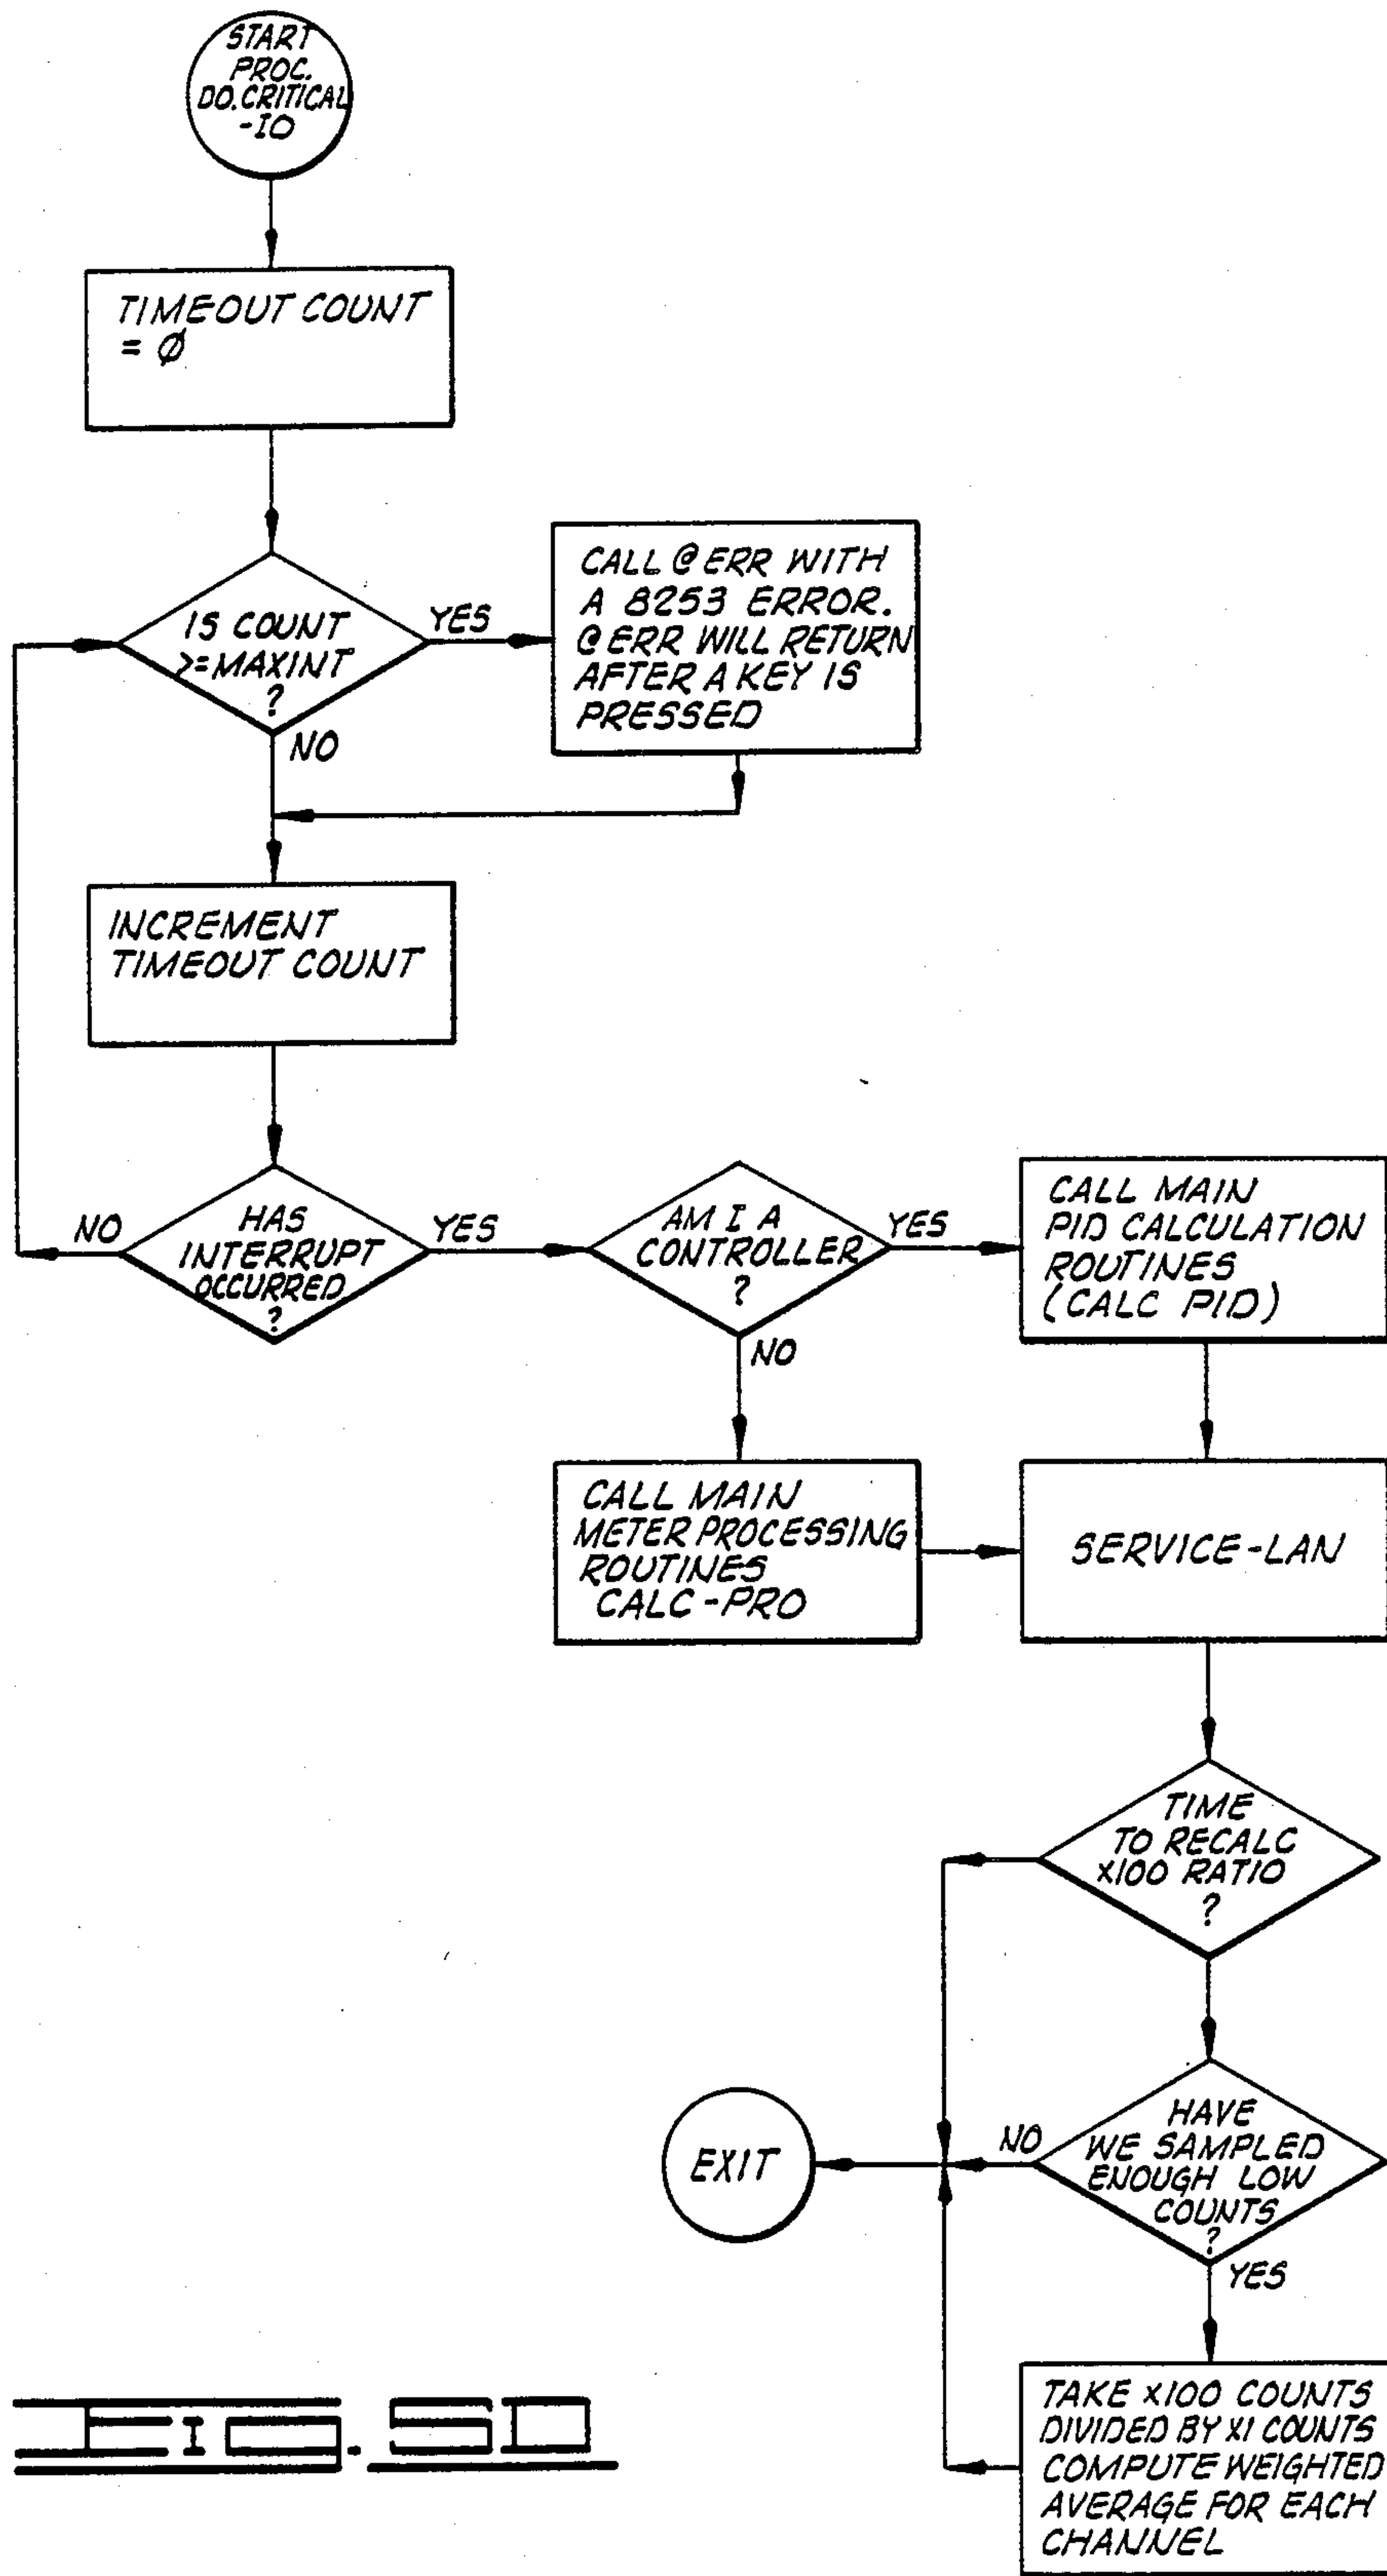 START
PROC.
DO.CRITICAL
-IO
TIMEOUT COUNT
= Ø
IS COUNT
>=MAXINT
?
YES
NO
CALL @ERR WITH
A 8253 ERROR.
@ERR WILL RETURN
AFTER A KEY IS
PRESSED
INCREMENT
TIMEOUT COUNT
HAS
INTERRUPT
OCCURRED
?
NO
YES
AM I A
CONTROLLER
?
YES
NO
CALL MAIN
PID CALCULATION
ROUTINES
(CALC PID)
CALL MAIN
METER PROCESSING
ROUTINES
CALC-PRO
SERVICE-LAN
TIME
TO RECALC
x100 RATIO
?
HAVE
WE SAMPLED
ENOUGH LOW
COUNTS
?
NO
YES
EXIT
TAKE x100 COUNTS
DIVIDED BY x1 COUNTS
COMPUTE WEIGHTED
AVERAGE FOR EACH
CHANNEL
FIG. 5D